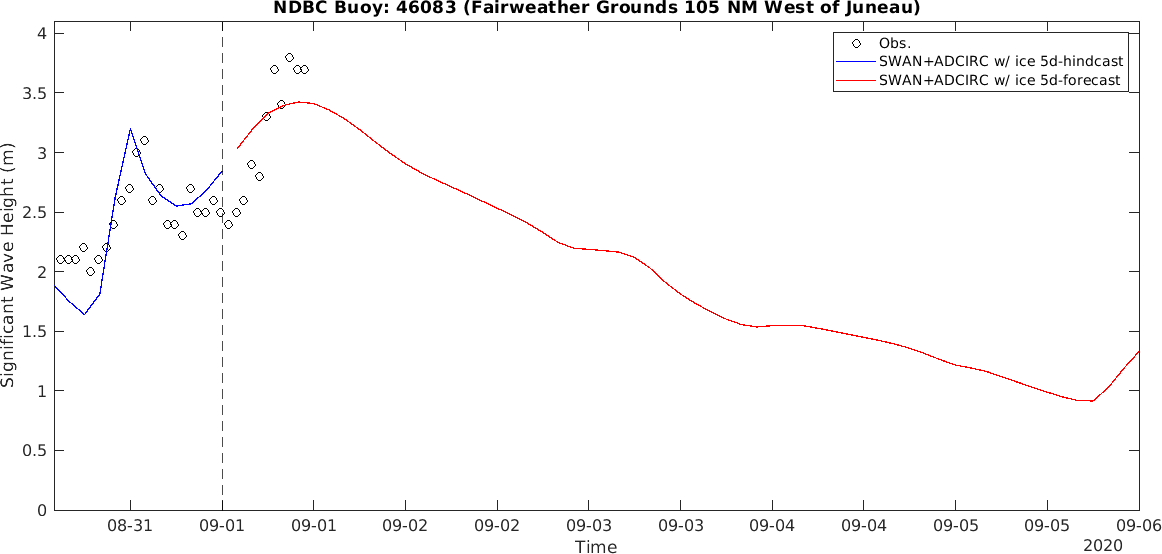 NDBC Buoy: 46083 (Fairweather Grounds 105 NM West of Juneau)
Obs.
SWAN+ADCIRC w/ ice 5d-hindcast
SWAN+ADCIRC w/ ice 5d-forecast
Significant Wave Height (m)
4
3.5
3
2.5
2
1.5
1
0.5
0
08-31 09-01 09-01 09-02 09-02 09-03 09-03 09-04 09-04 09-05 09-05 09-06
Time
2020